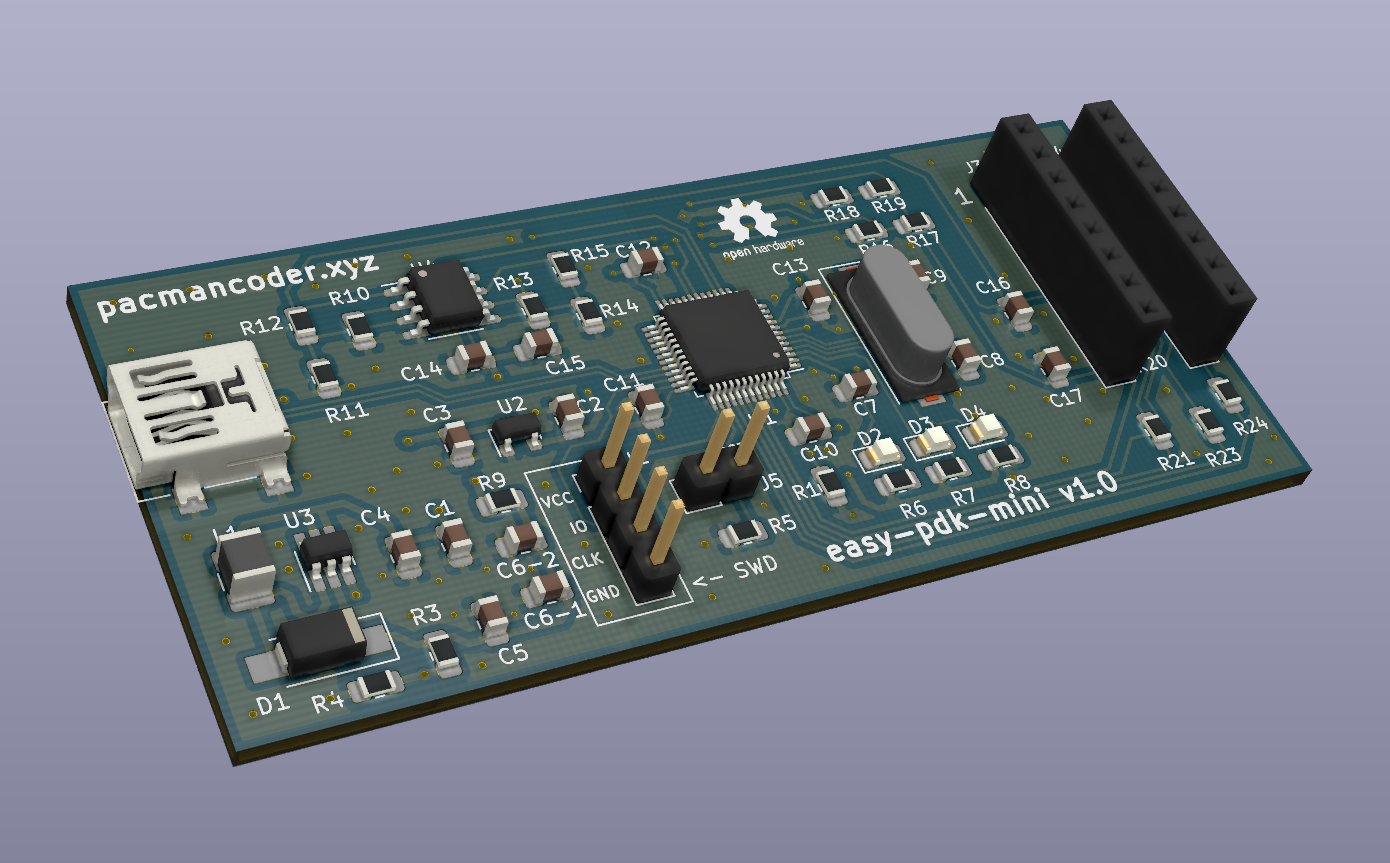 pacmancoder.xyz
open hardware
R18
R19
R17
1
R15
R13
R10
R12
R14
C13
C9
C16
C14
C15
R11
C11
C8
C7
C17
C3
U2
C2
C10
D2
D3
D4
R24
R21
R23
R9
VCC
IO
CLK
GND
<- SWD
J5
R5
R6
R7
R8
easy-pdk-mini v1.0
U3
C4
C1
C6-2
C6-1
R3
C5
D1
R4